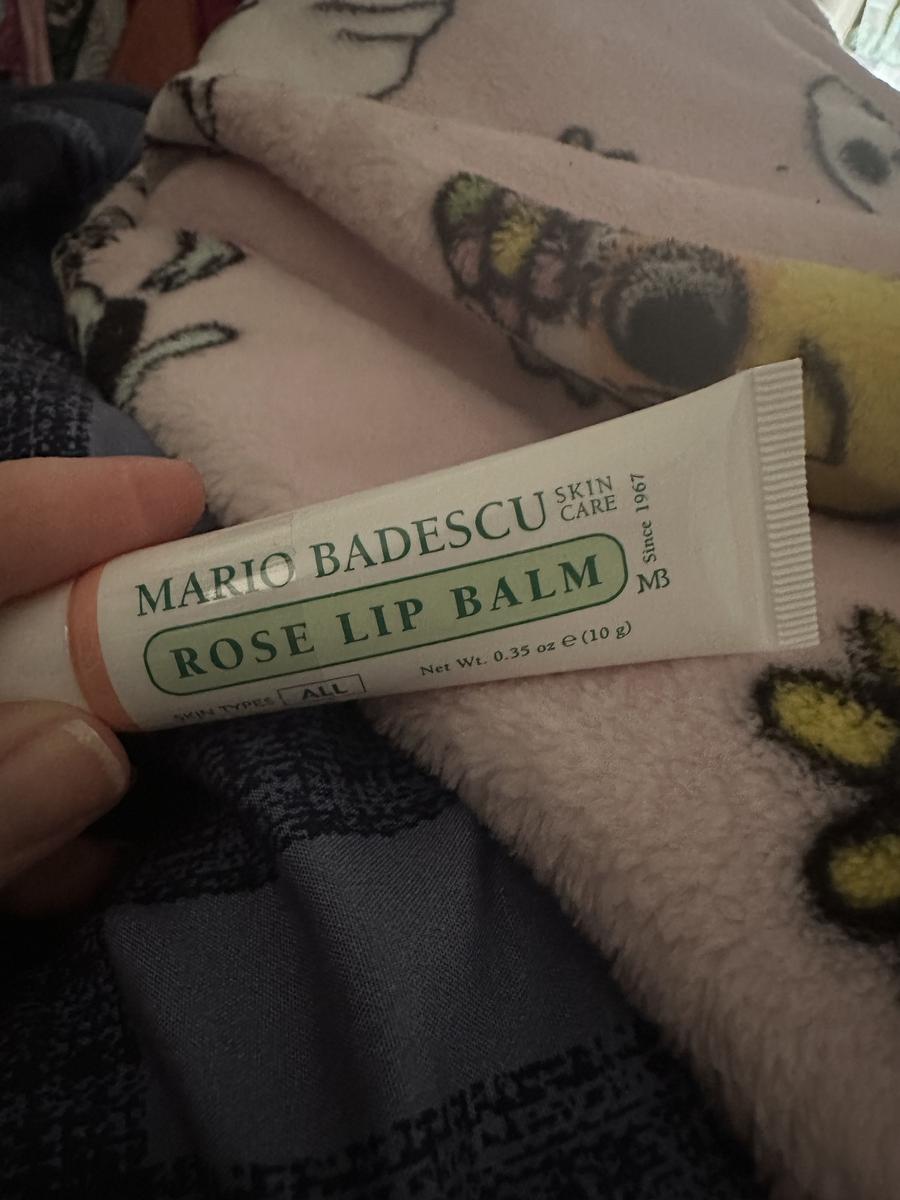 MARIO BADESCU SKIN CARE
Since 1967
MB
ROSE LIP BALM
Net Wt. 0.35 oz e (10 g)
SKIN TYPES ALL